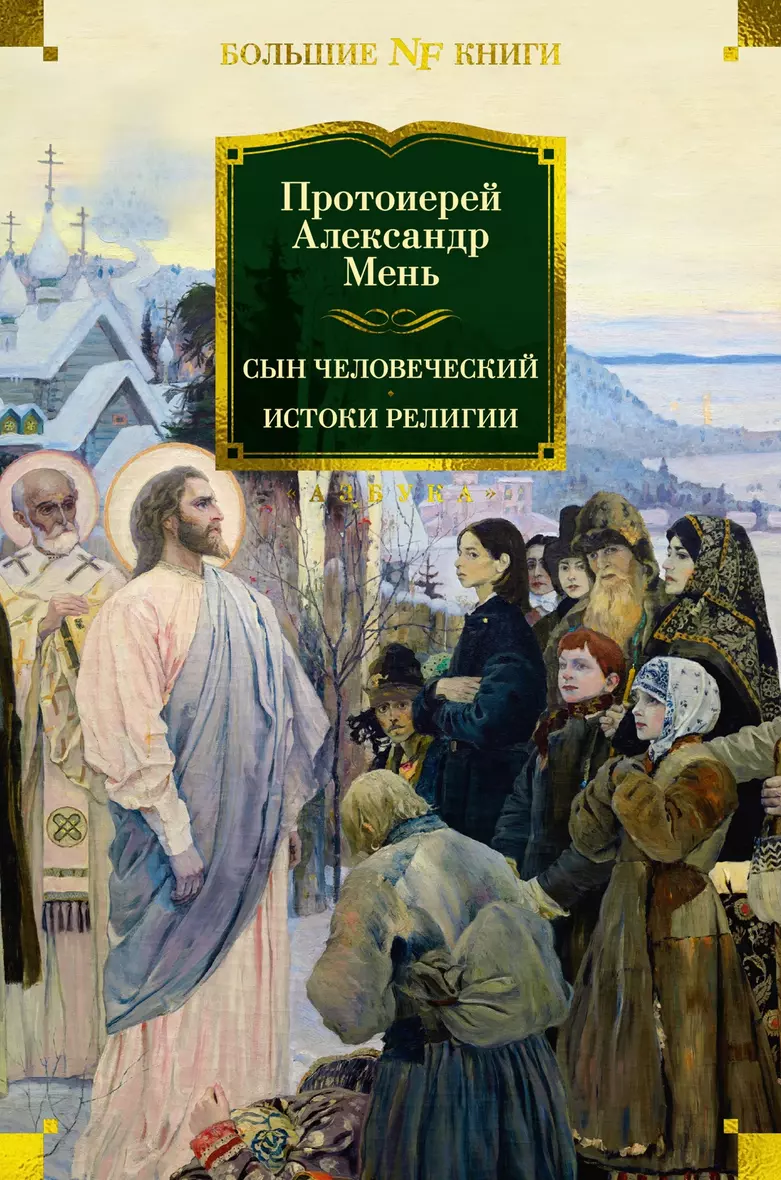 БОЛЬШИЕ NF КНИГИ
Протоиерей
Александр
Мень
СЫН ЧЕЛОВЕЧЕСКИЙ
ИСТОКИ РЕЛИГИИ
«АЗБУКА»